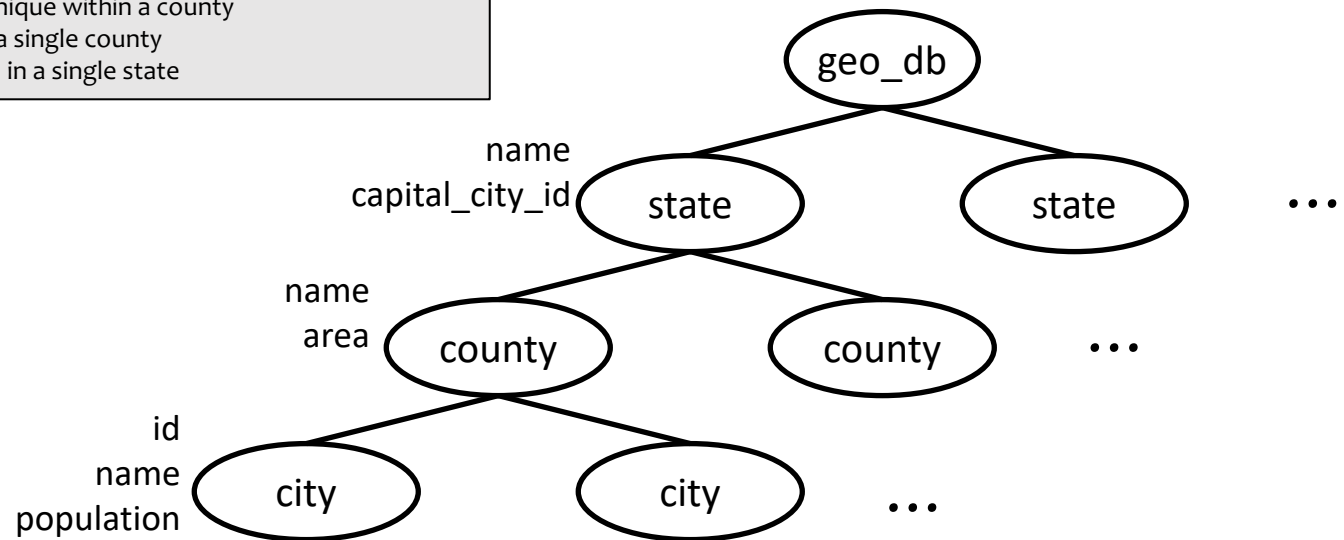 nique within a county
a single county
in a single state
geo_db
name
capital_city_id
state
state
...
name
area
county
county
...
id
name
population
city
city
...